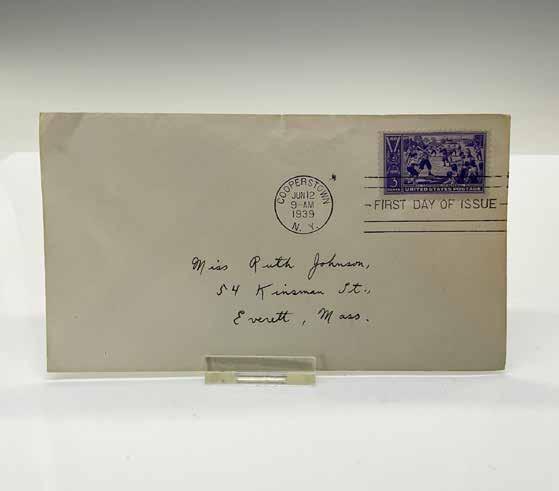 COOPERSTOWN
JUN 12
9-AM
1939
N. Y.
3 CENTS UNITED STATES POSTAGE
FIRST DAY OF ISSUE
Miss Ruth Johnson,
54 Kinsman St.,
Everett, Mass.